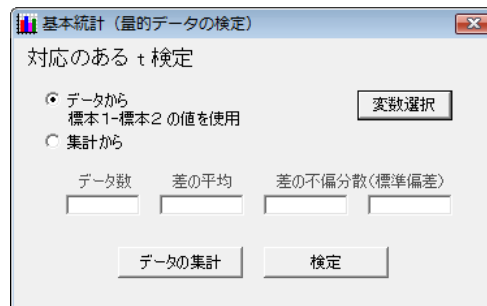 基本統計（量的データの検定）
対応のある t 検定
データから
標本1-標本2 の値を使用
変数選択
集計から
データ数 差の平均 差の不偏分散(標準偏差)
データの集計 検定